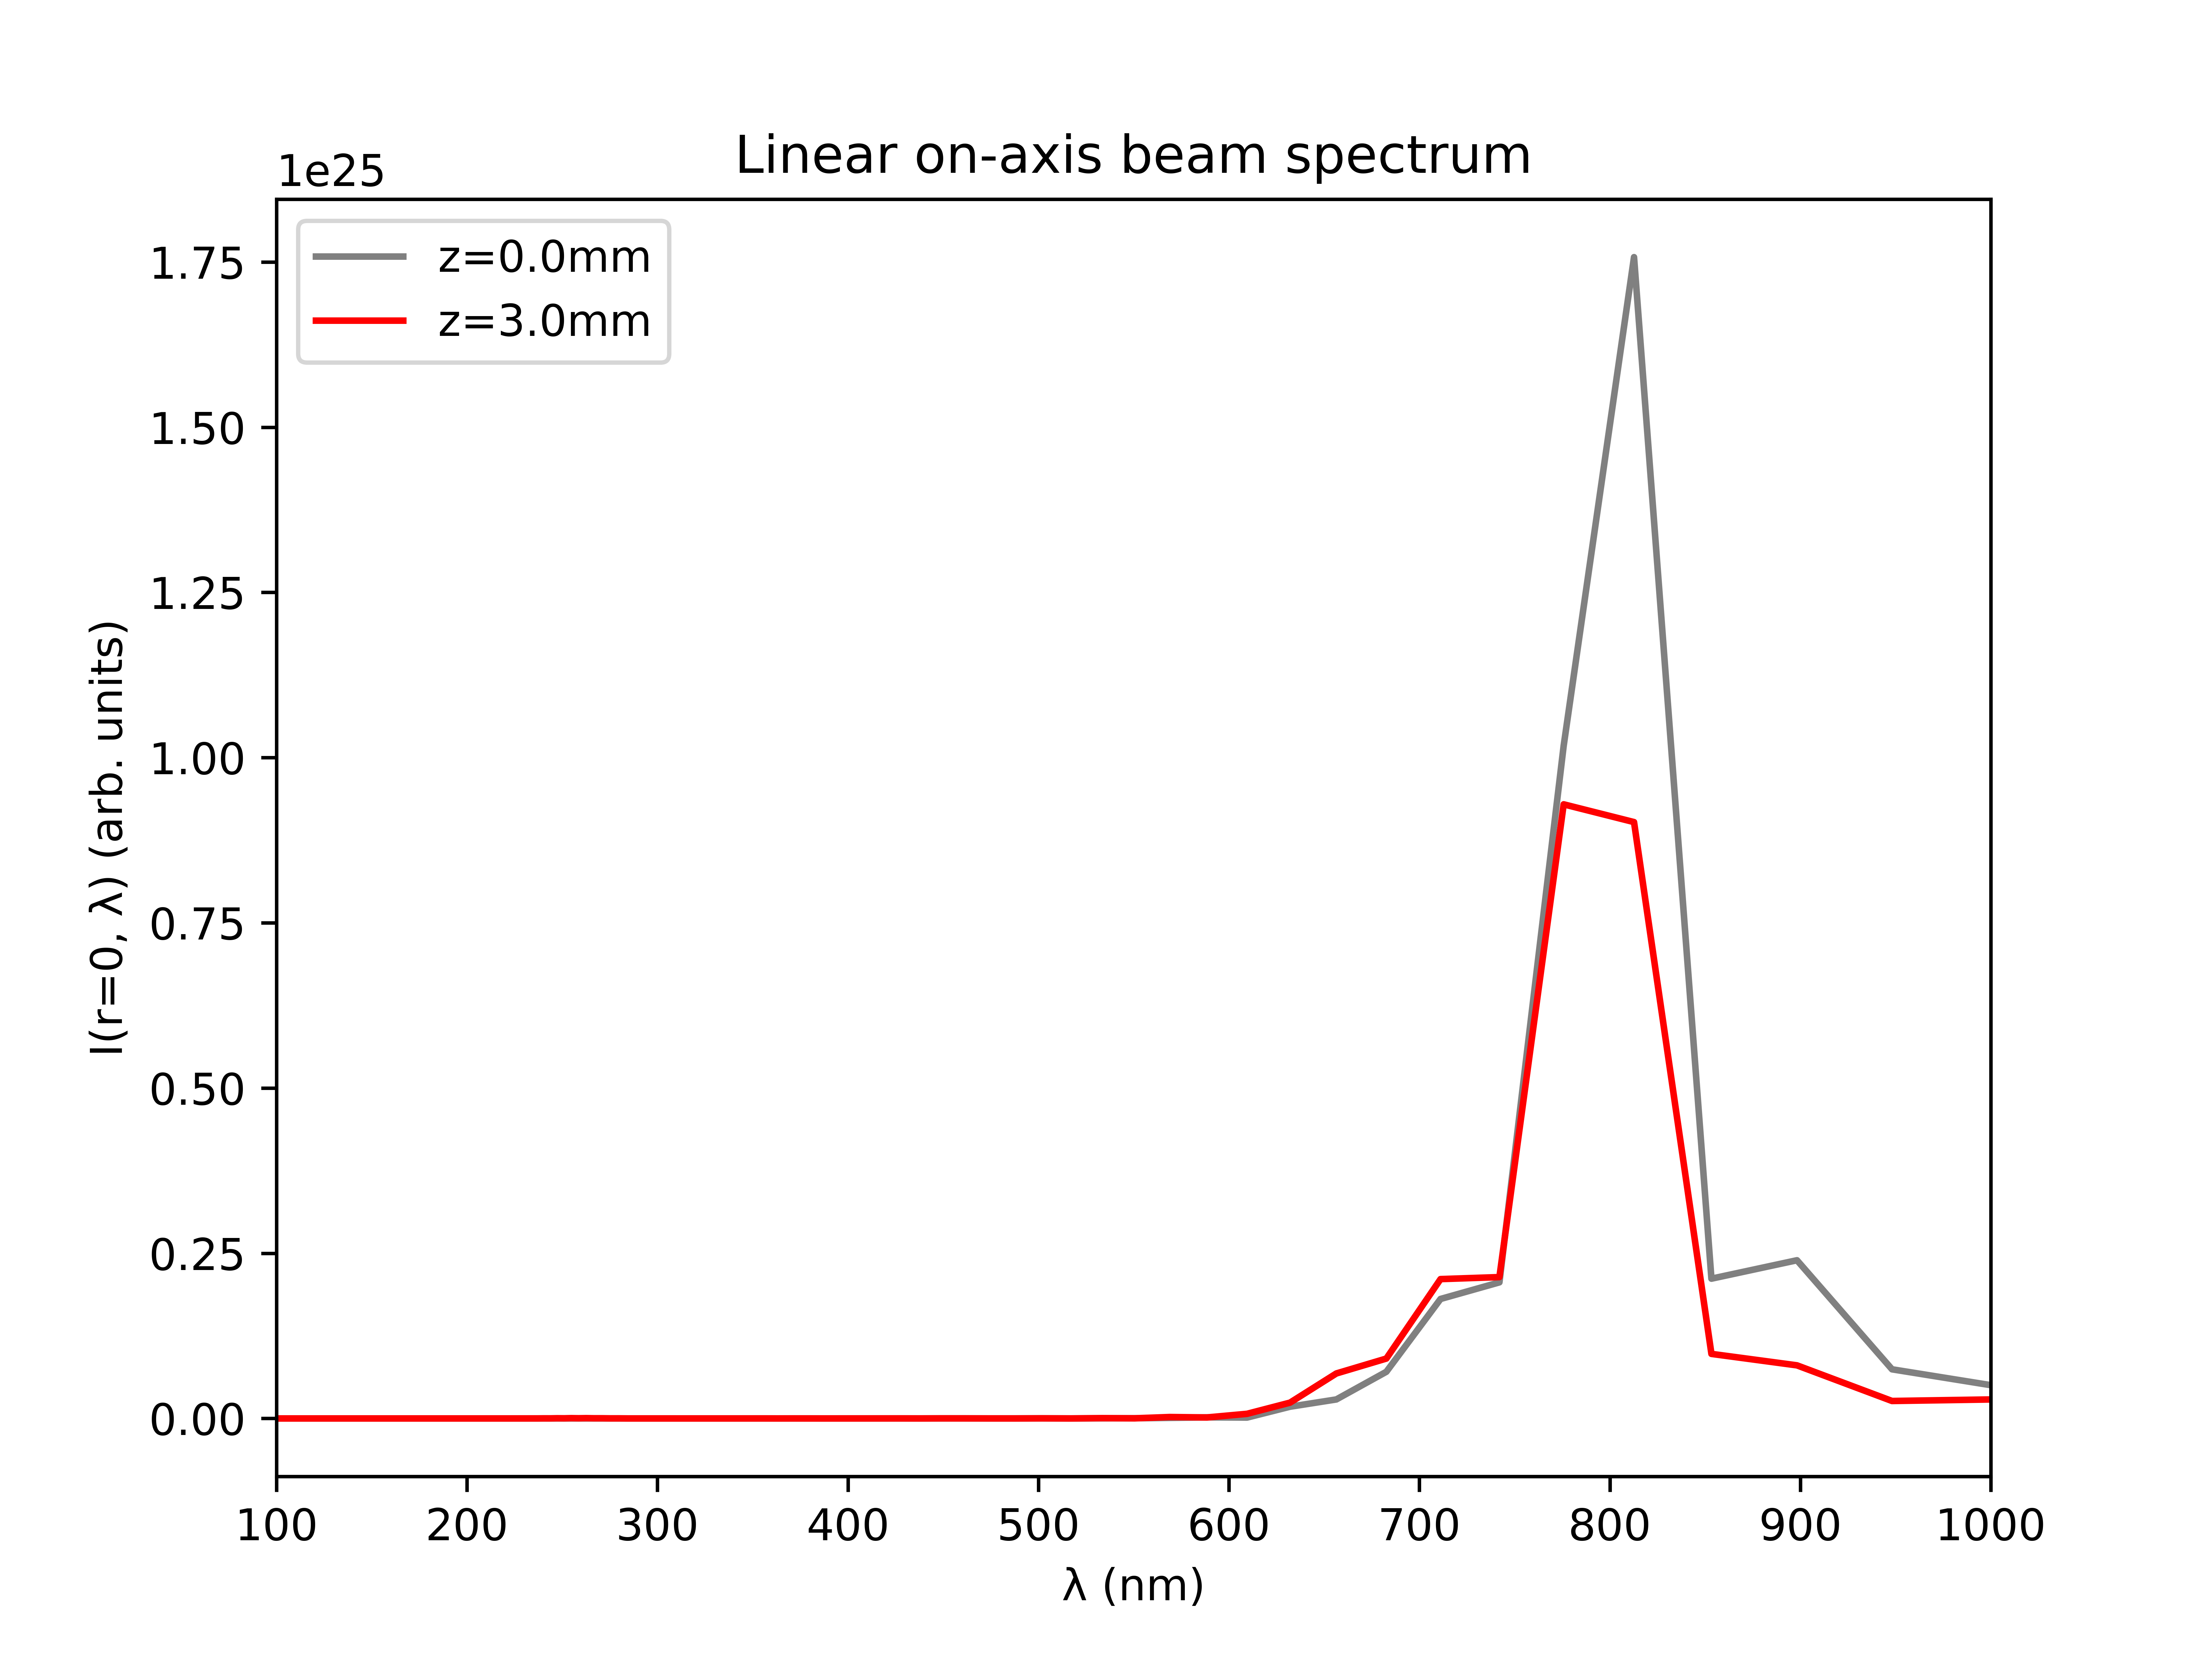 Linear on-axis beam spectrum
1e25
z=0.0mm
z=3.0mm
I(r=0, λ) (arb. units)
1.75
1.50
1.25
1.00
0.75
0.50
0.25
0.00
100 200 300 400 500 600 700 800 900 1000
λ (nm)